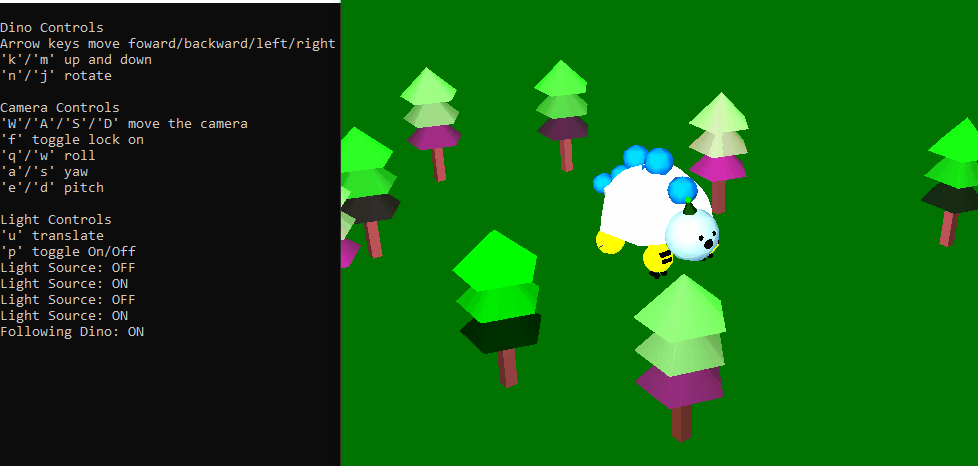 Dino Controls
Arrow keys move foward/backward/left/right
'k'/'m' up and down
'n'/'j' rotate
Camera Controls
'W'/'A'/'S'/'D' move the camera
'f' toggle lock on
'q'/'w' roll
'a'/'s' yaw
'e'/'d' pitch
Light Controls
'u' translate
'p' toggle On/Off
Light Source: OFF
Light Source: ON
Light Source: OFF
Light Source: ON
Following Dino: ON